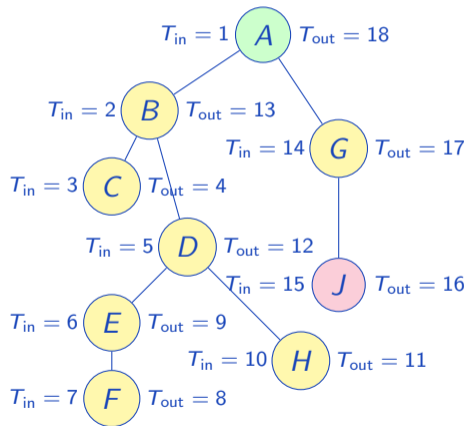 T_in = 1 A T_out = 18
T_in = 2 B T_out = 13
T_in = 14 G T_out = 17
T_in = 3 C T_out = 4
T_in = 5 D T_out = 12
T_in = 15 J T_out = 16
T_in = 6 E T_out = 9
T_in = 10 H T_out = 11
T_in = 7 F T_out = 8